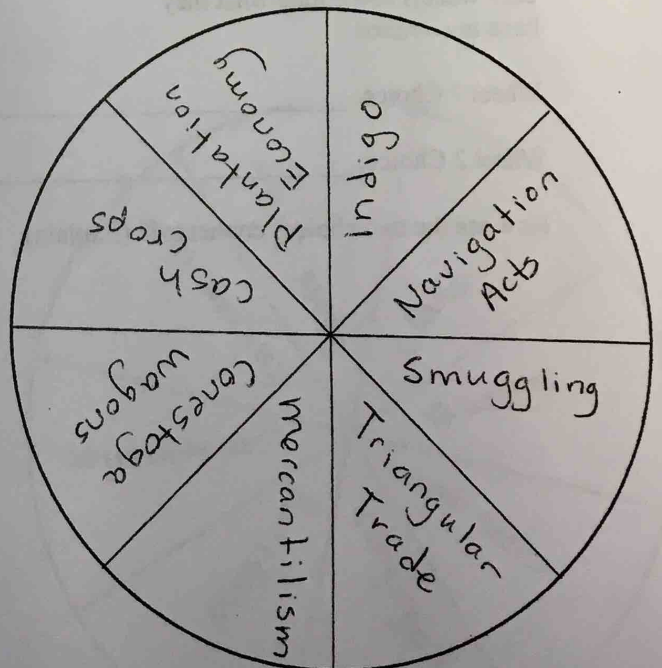 Indigo
Navigation
Acts
Smuggling
Triangular
Trade
mercantilism
Conestoga
wagons
Cash
Crops
Plantation
Economy